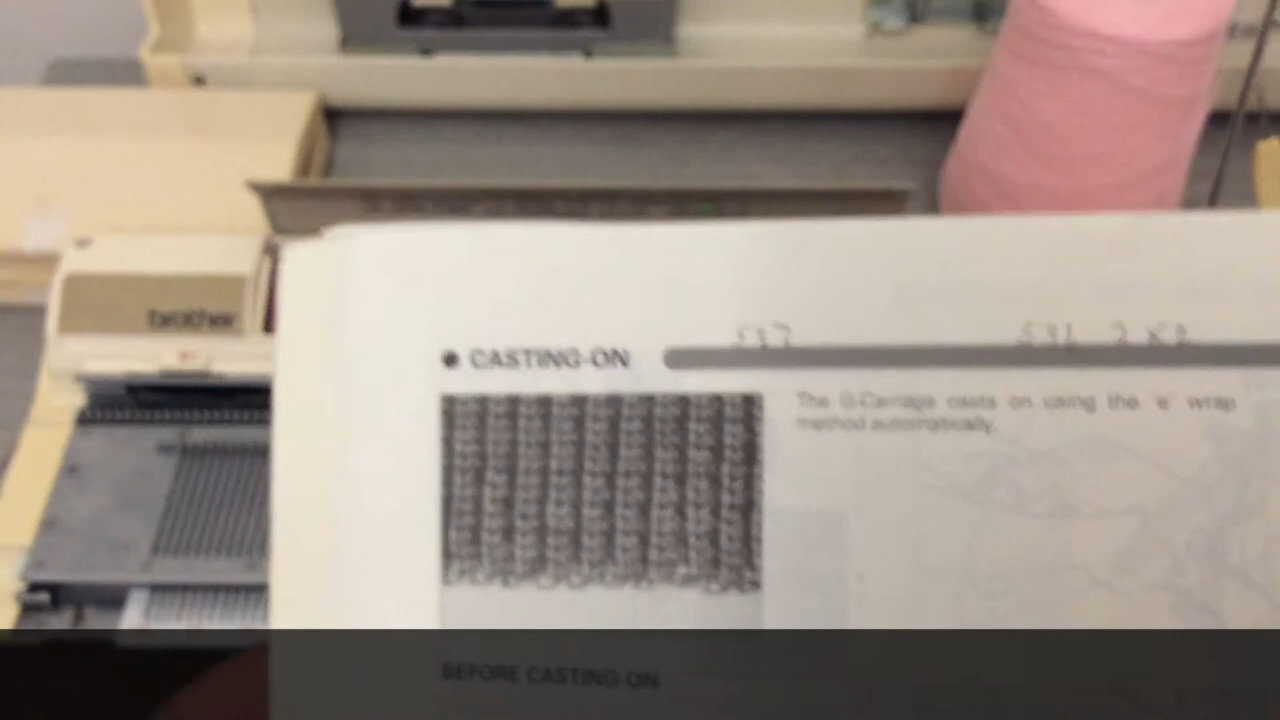 brother
● CASTING-ON
The G-Carriage casts on using the 'e' wrap
method automatically.
BEFORE CASTING-ON